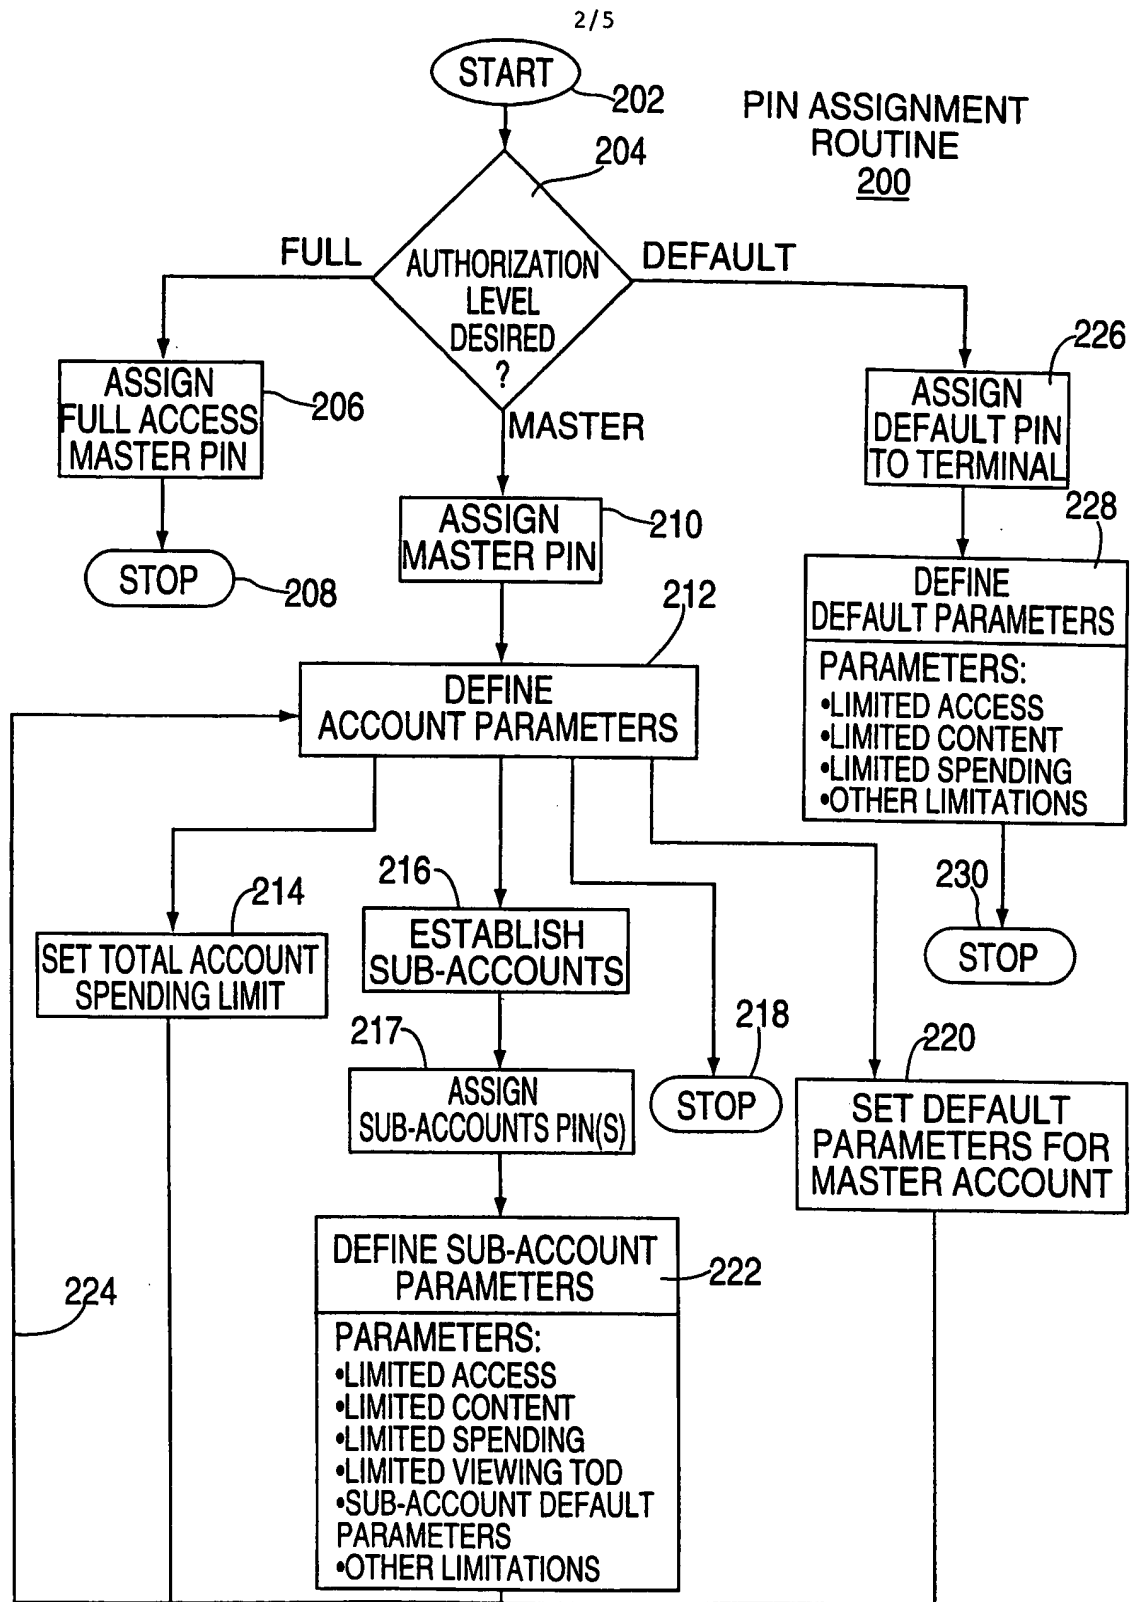 2/5
START
202
PIN ASSIGNMENT
ROUTINE
200
204
FULL
AUTHORIZATION
LEVEL
DESIRED
?
DEFAULT
MASTER
ASSIGN
FULL ACCESS
MASTER PIN
206
STOP
208
ASSIGN
MASTER PIN
210
226
ASSIGN
DEFAULT PIN
TO TERMINAL
228
DEFINE
DEFAULT PARAMETERS
PARAMETERS:
•LIMITED ACCESS
•LIMITED CONTENT
•LIMITED SPENDING
•OTHER LIMITATIONS
230
STOP
212
DEFINE
ACCOUNT PARAMETERS
214
SET TOTAL ACCOUNT
SPENDING LIMIT
216
ESTABLISH
SUB-ACCOUNTS
217
ASSIGN
SUB-ACCOUNTS PIN(S)
218
STOP
220
SET DEFAULT
PARAMETERS FOR
MASTER ACCOUNT
DEFINE SUB-ACCOUNT
PARAMETERS
222
PARAMETERS:
•LIMITED ACCESS
•LIMITED CONTENT
•LIMITED SPENDING
•LIMITED VIEWING TOD
•SUB-ACCOUNT DEFAULT
PARAMETERS
•OTHER LIMITATIONS
224